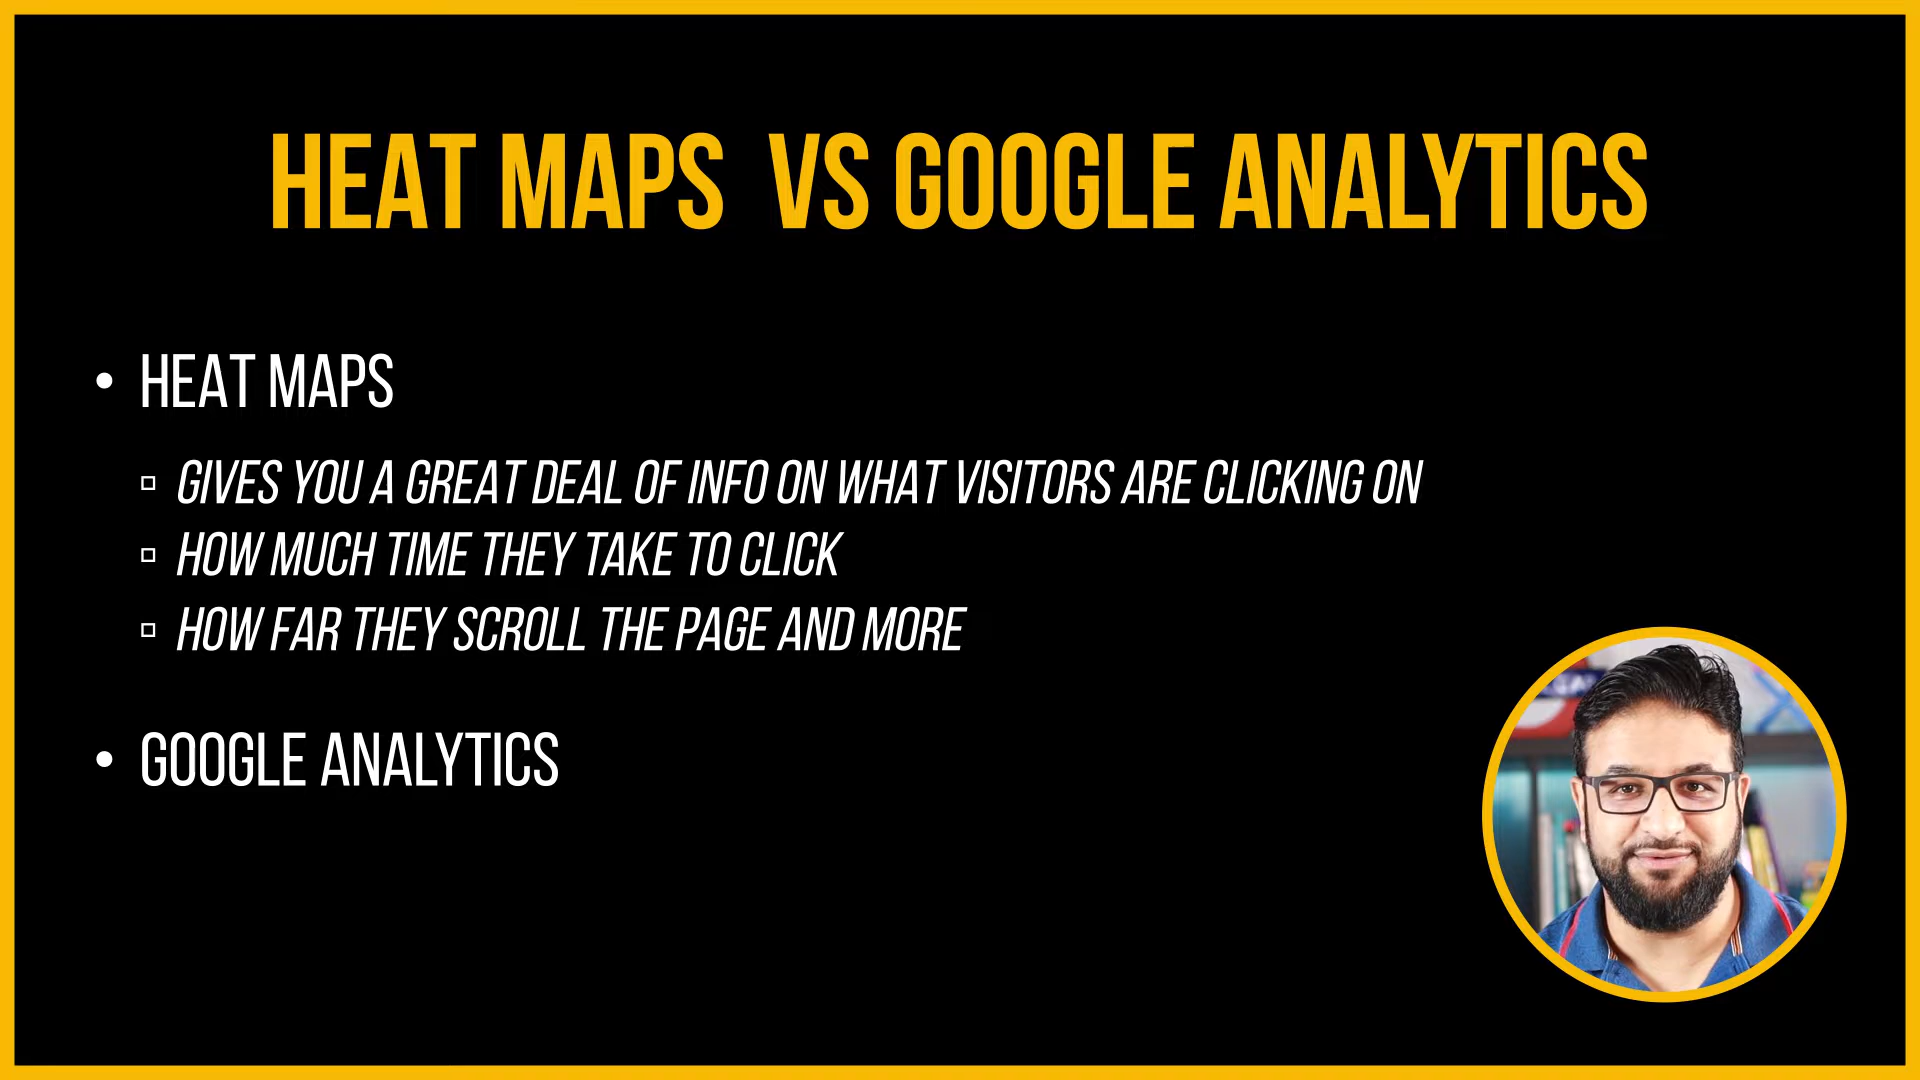 HEAT MAPS  VS GOOGLE ANALYTICS
• HEAT MAPS
▫ GIVES YOU A GREAT DEAL OF INFO ON WHAT VISITORS ARE CLICKING ON
▫ HOW MUCH TIME THEY TAKE TO CLICK
▫ HOW FAR THEY SCROLL THE PAGE AND MORE
• GOOGLE ANALYTICS